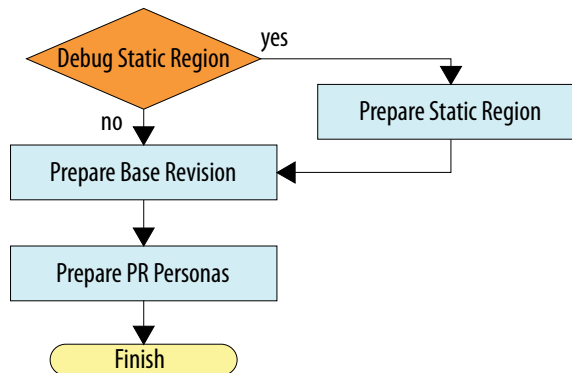 Debug Static Region
yes
Prepare Static Region
no
Prepare Base Revision
Prepare PR Personas
Finish